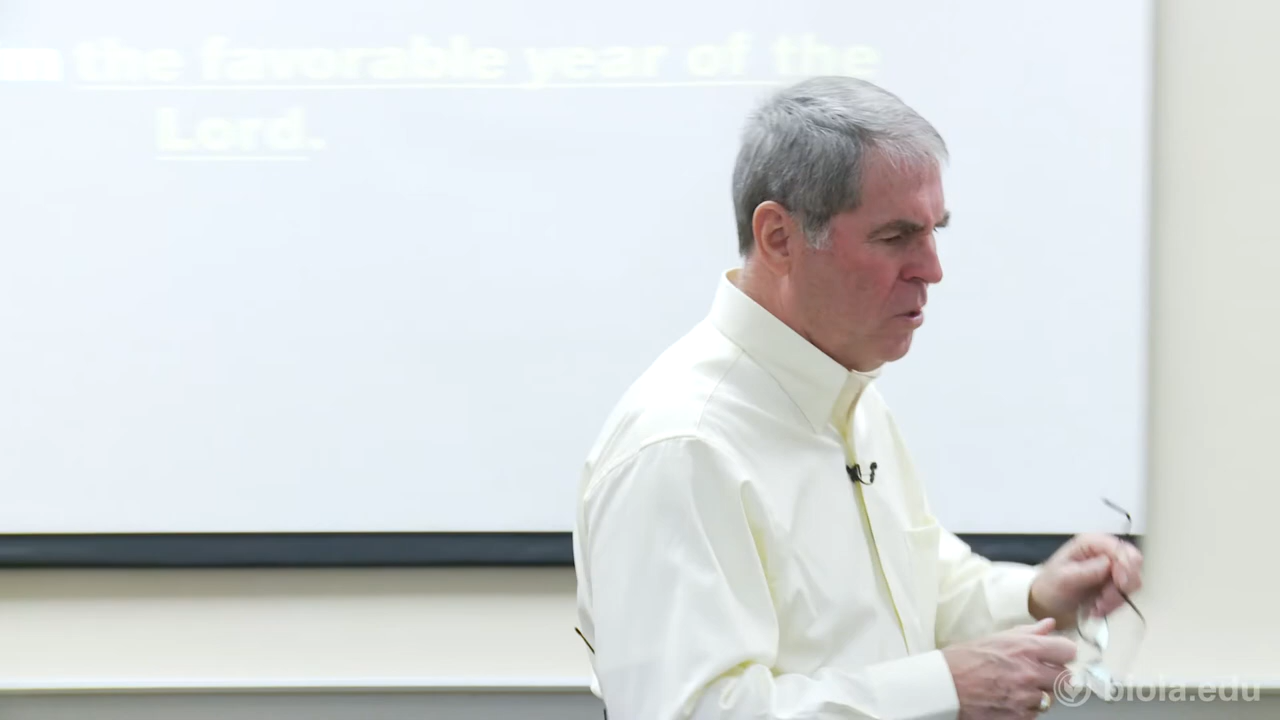 the favorable year of the
Lord.
biola.edu